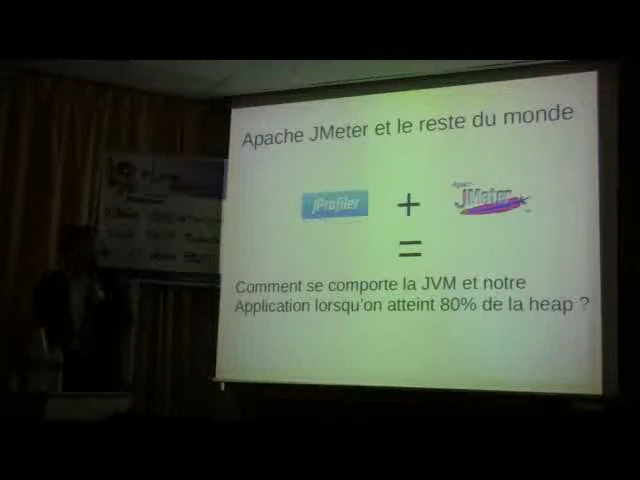 Apache JMeter et le reste du monde
JProfiler + Apache JMeter
=
Comment se comporte la JVM et notre
Application lorsqu'on atteint 80% de la heap ?